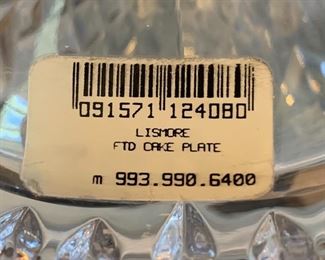 091571 124080
LISMORE
FTD CAKE PLATE
m 993.990.6400